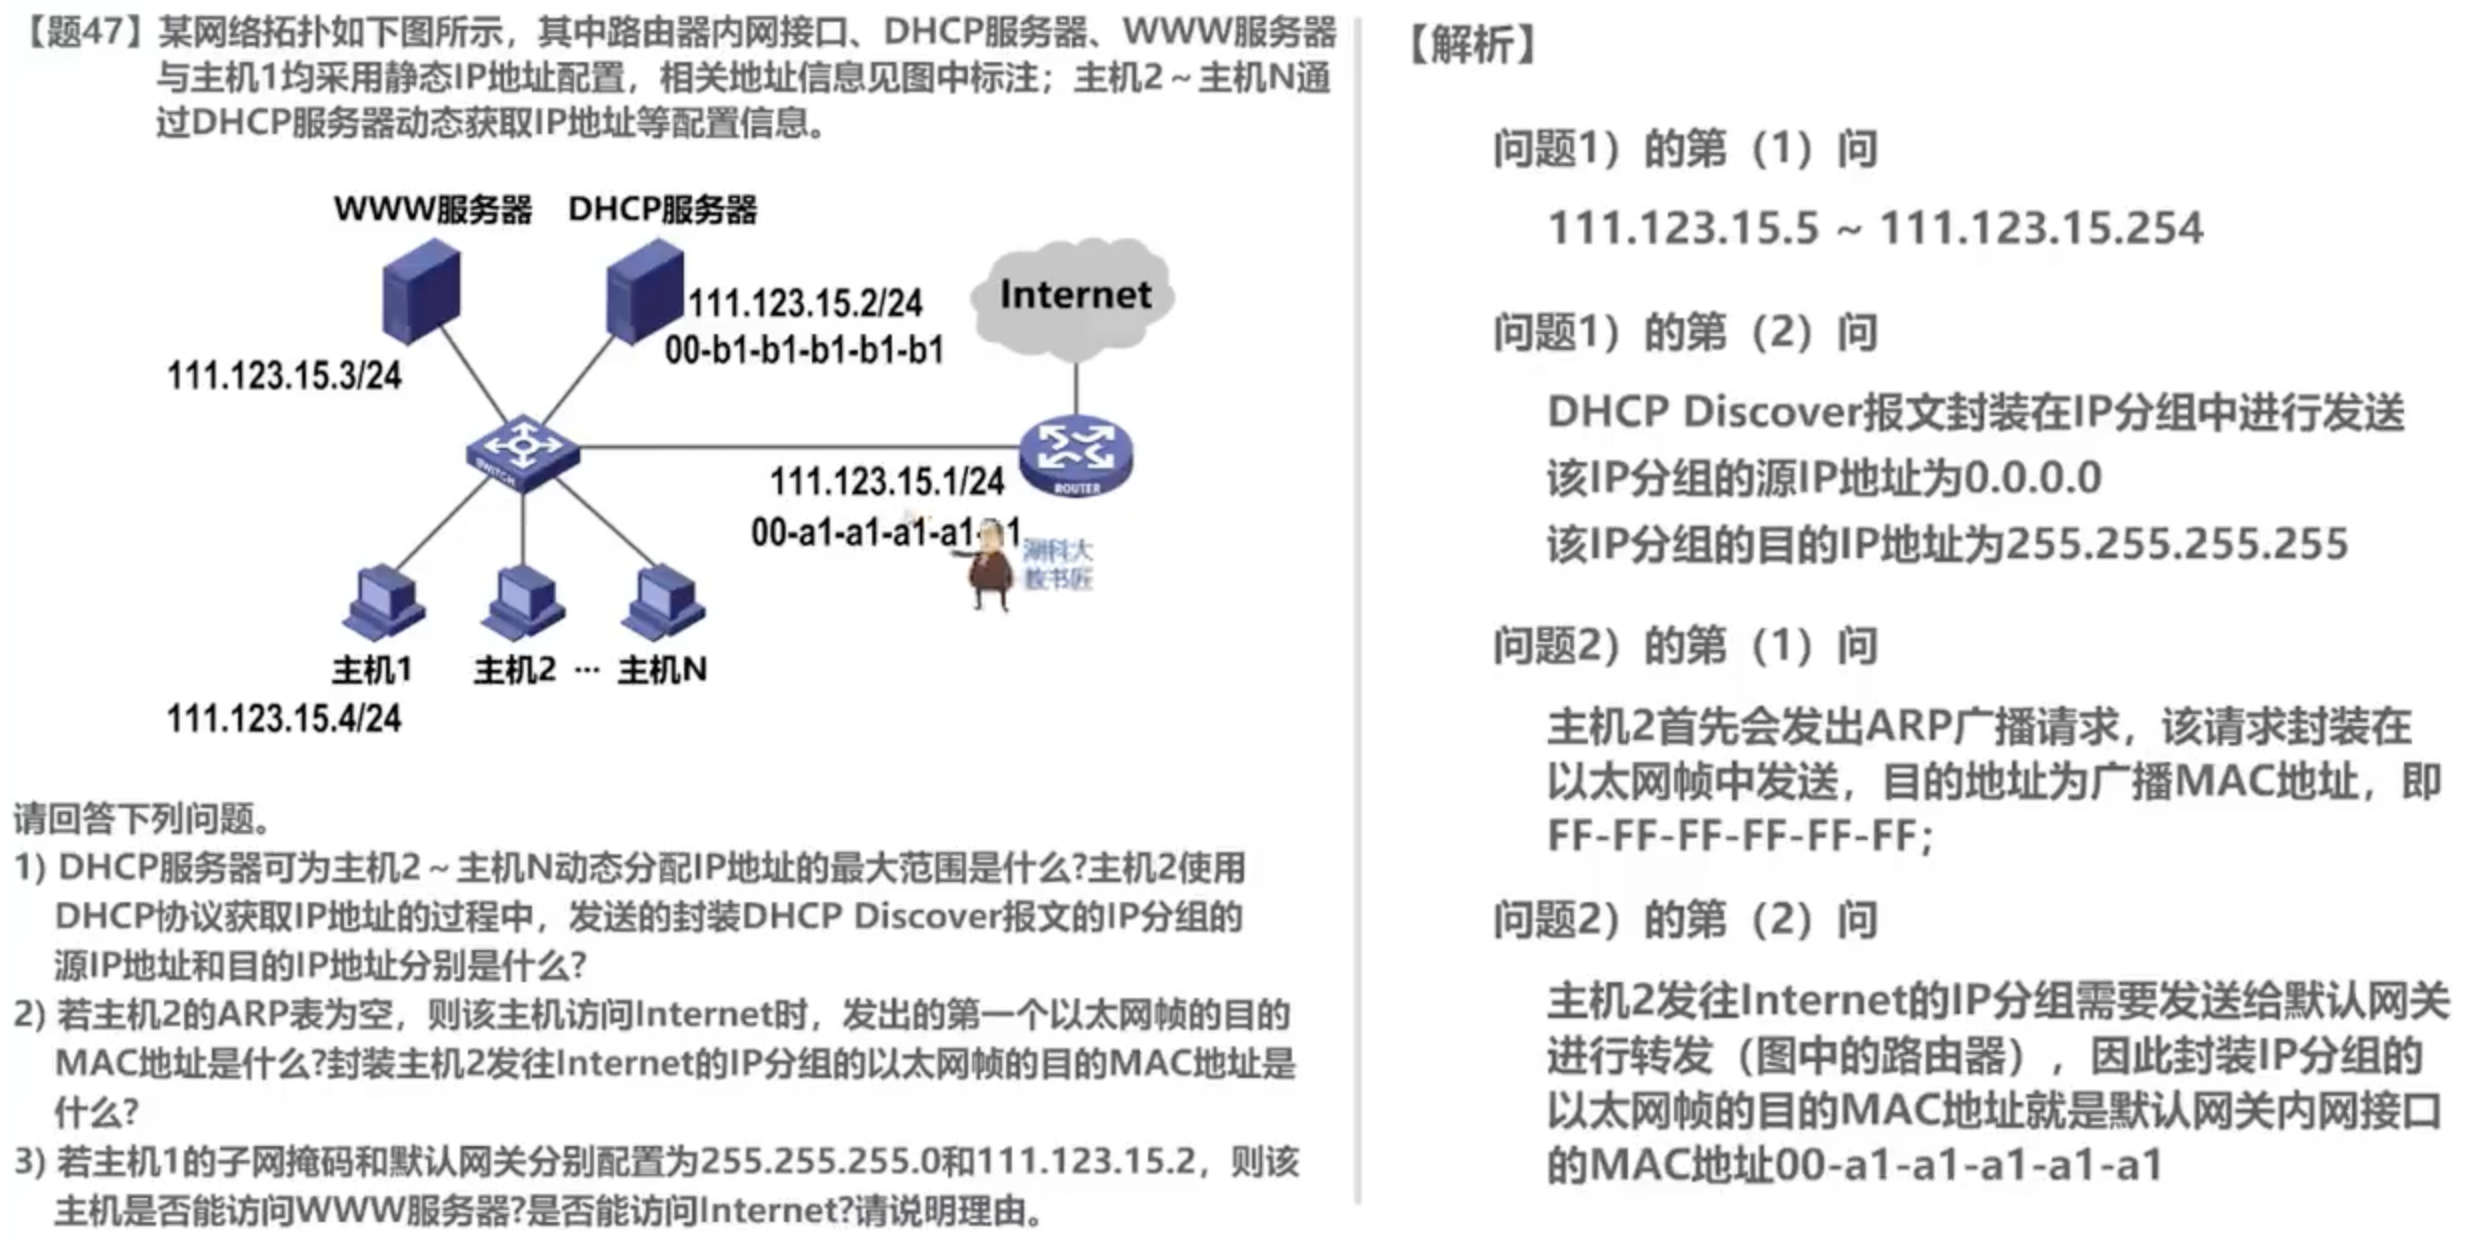 【题47】某网络拓扑如下图所示，其中路由器内网接口、DHCP服务器、WWW服务器
与主机1均采用静态IP地址配置，相关地址信息见图中标注；主机2～主机N通
过DHCP服务器动态获取IP地址等配置信息。
WWW服务器 DHCP服务器
111.123.15.2/24
00-b1-b1-b1-b1-b1
Internet
111.123.15.3/24
SWITCH
ROUTER
111.123.15.1/24
00-a1-a1-a1-a1-a1
湖科大
教书匠
主机1 主机2 … 主机N
111.123.15.4/24
请回答下列问题。
1) DHCP服务器可为主机2～主机N动态分配IP地址的最大范围是什么?主机2使用
DHCP协议获取IP地址的过程中，发送的封装DHCP Discover报文的IP分组的
源IP地址和目的IP地址分别是什么?
2) 若主机2的ARP表为空，则该主机访问Internet时，发出的第一个以太网帧的目的
MAC地址是什么?封装主机2发往Internet的IP分组的以太网帧的目的MAC地址是
什么?
3) 若主机1的子网掩码和默认网关分别配置为255.255.255.0和111.123.15.2，则该
主机是否能访问WWW服务器?是否能访问Internet?请说明理由。
【解析】
问题1）的第（1）问
111.123.15.5 ~ 111.123.15.254
问题1）的第（2）问
DHCP Discover报文封装在IP分组中进行发送
该IP分组的源IP地址为0.0.0.0
该IP分组的目的IP地址为255.255.255.255
问题2）的第（1）问
主机2首先会发出ARP广播请求，该请求封装在
以太网帧中发送，目的地址为广播MAC地址，即
FF-FF-FF-FF-FF-FF；
问题2）的第（2）问
主机2发往Internet的IP分组需要发送给默认网关
进行转发（图中的路由器），因此封装IP分组的
以太网帧的目的MAC地址就是默认网关内网接口
的MAC地址00-a1-a1-a1-a1-a1